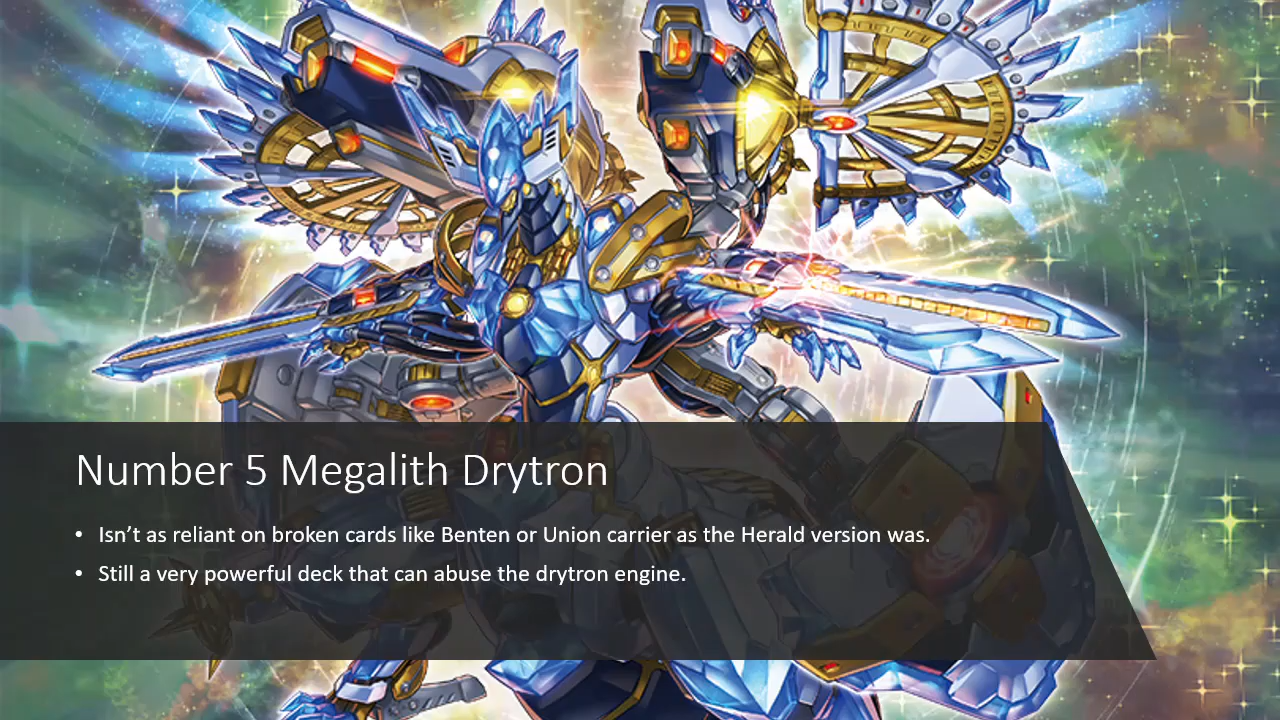 Number 5 Megalith Drytron
• Isn’t as reliant on broken cards like Benten or Union carrier as the Herald version was.
• Still a very powerful deck that can abuse the drytron engine.